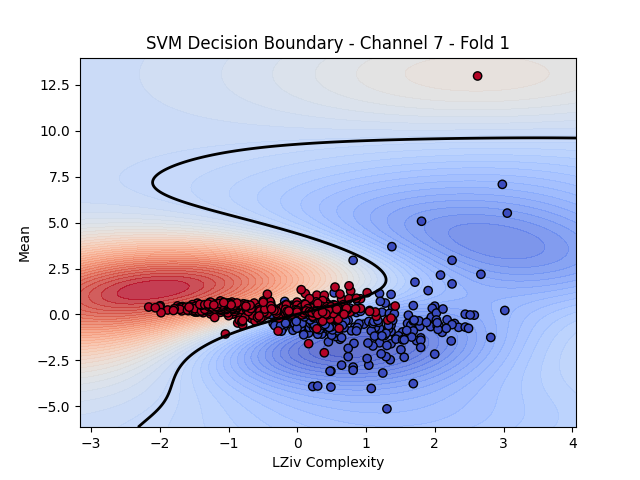 SVM Decision Boundary - Channel 7 - Fold 1
12.5
10.0
7.5
5.0
2.5
0.0
−2.5
−5.0
Mean
−3 −2 −1 0 1 2 3 4
LZiv Complexity